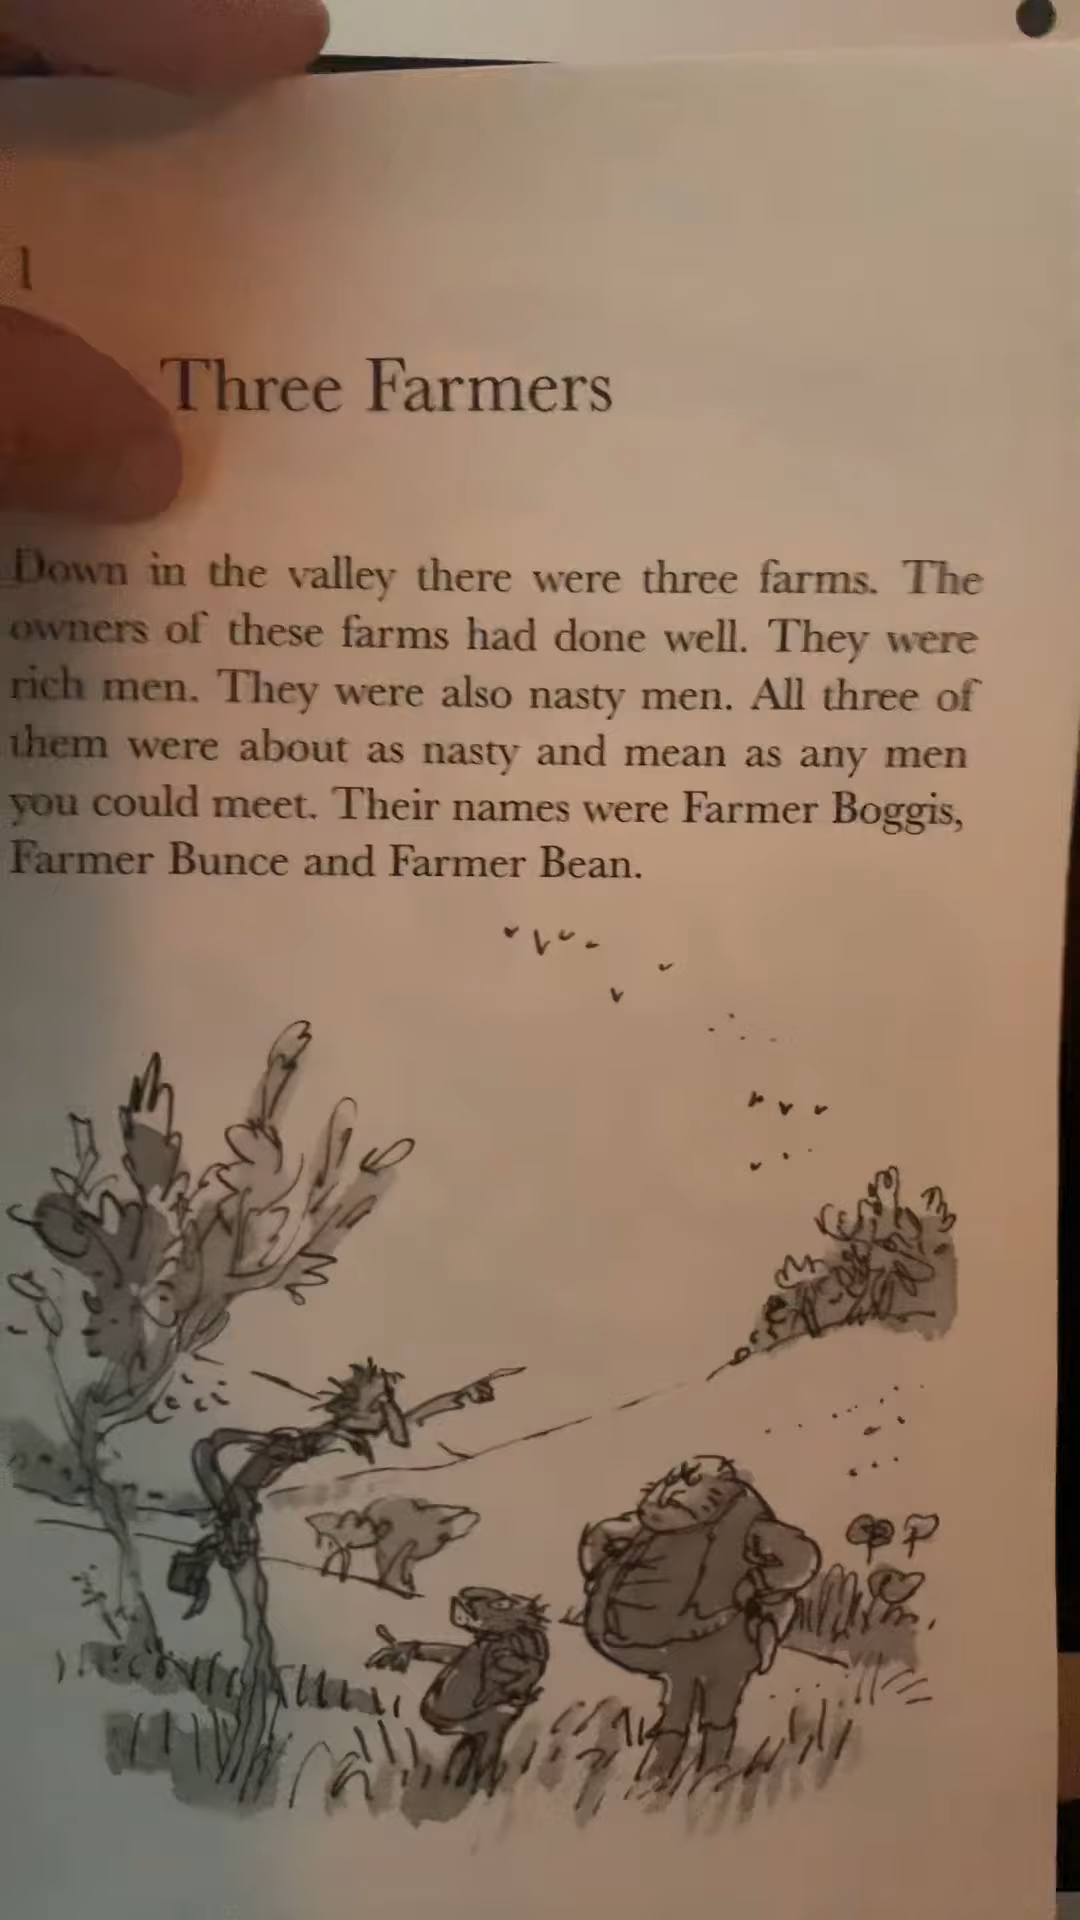 1
Three Farmers
Down in the valley there were three farms. The
owners of these farms had done well. They were
rich men. They were also nasty men. All three of
them were about as nasty and mean as any men
you could meet. Their names were Farmer Boggis,
Farmer Bunce and Farmer Bean.